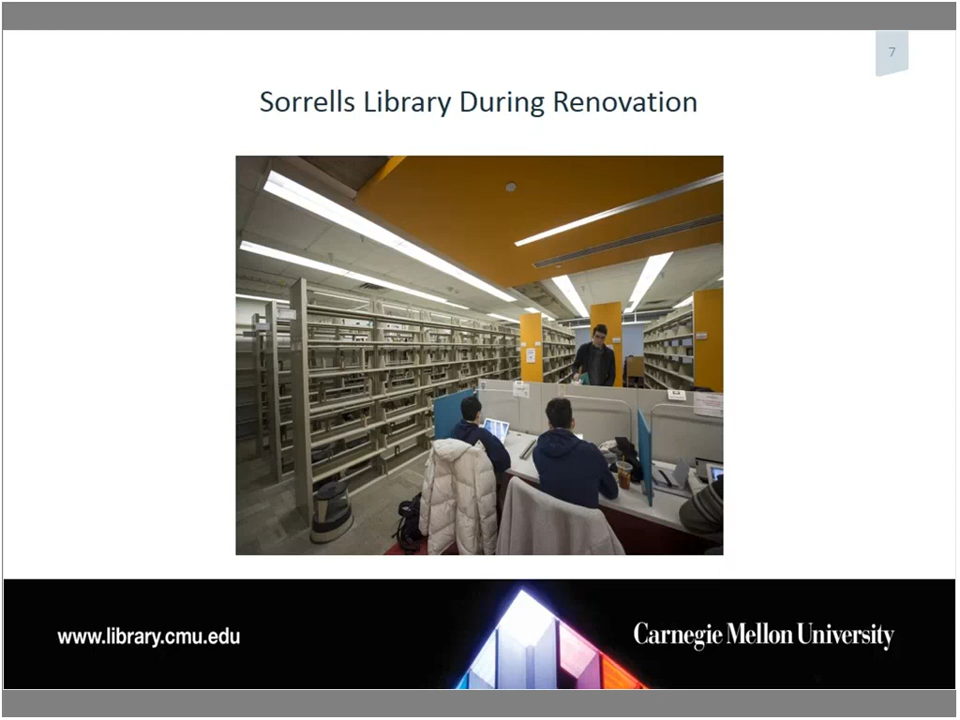 7
Sorrells Library During Renovation
www.library.cmu.edu
Carnegie Mellon University